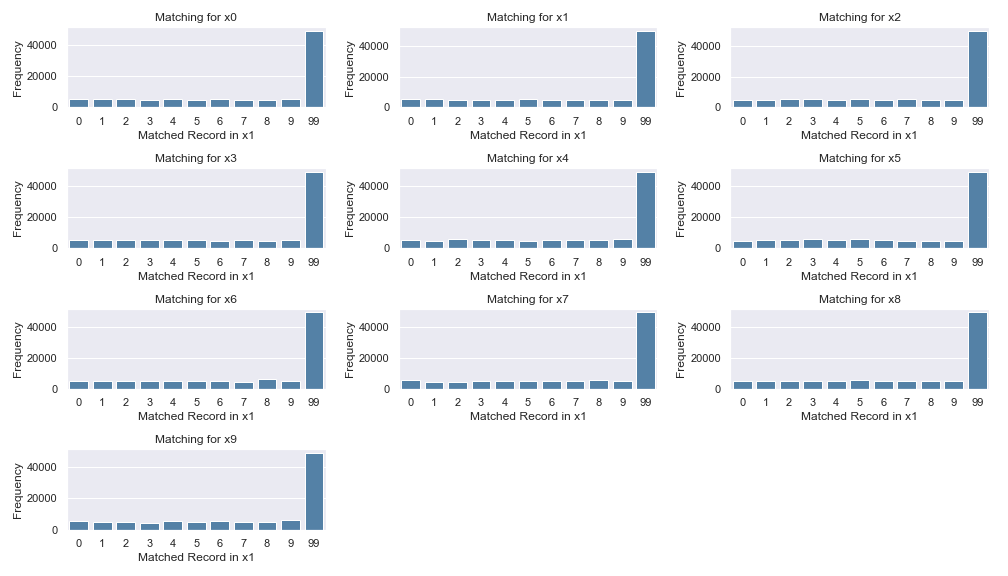 Matching for x0
Frequency
40000
20000
0
0 1 2 3 4 5 6 7 8 9 99
Matched Record in x1
Matching for x1
Frequency
40000
20000
0
0 1 2 3 4 5 6 7 8 9 99
Matched Record in x1
Matching for x2
Frequency
40000
20000
0
0 1 2 3 4 5 6 7 8 9 99
Matched Record in x1
Matching for x3
Frequency
40000
20000
0
0 1 2 3 4 5 6 7 8 9 99
Matched Record in x1
Matching for x4
Frequency
40000
20000
0
0 1 2 3 4 5 6 7 8 9 99
Matched Record in x1
Matching for x5
Frequency
40000
20000
0
0 1 2 3 4 5 6 7 8 9 99
Matched Record in x1
Matching for x6
Frequency
40000
20000
0
0 1 2 3 4 5 6 7 8 9 99
Matched Record in x1
Matching for x7
Frequency
40000
20000
0
0 1 2 3 4 5 6 7 8 9 99
Matched Record in x1
Matching for x8
Frequency
40000
20000
0
0 1 2 3 4 5 6 7 8 9 99
Matched Record in x1
Matching for x9
Frequency
40000
20000
0
0 1 2 3 4 5 6 7 8 9 99
Matched Record in x1